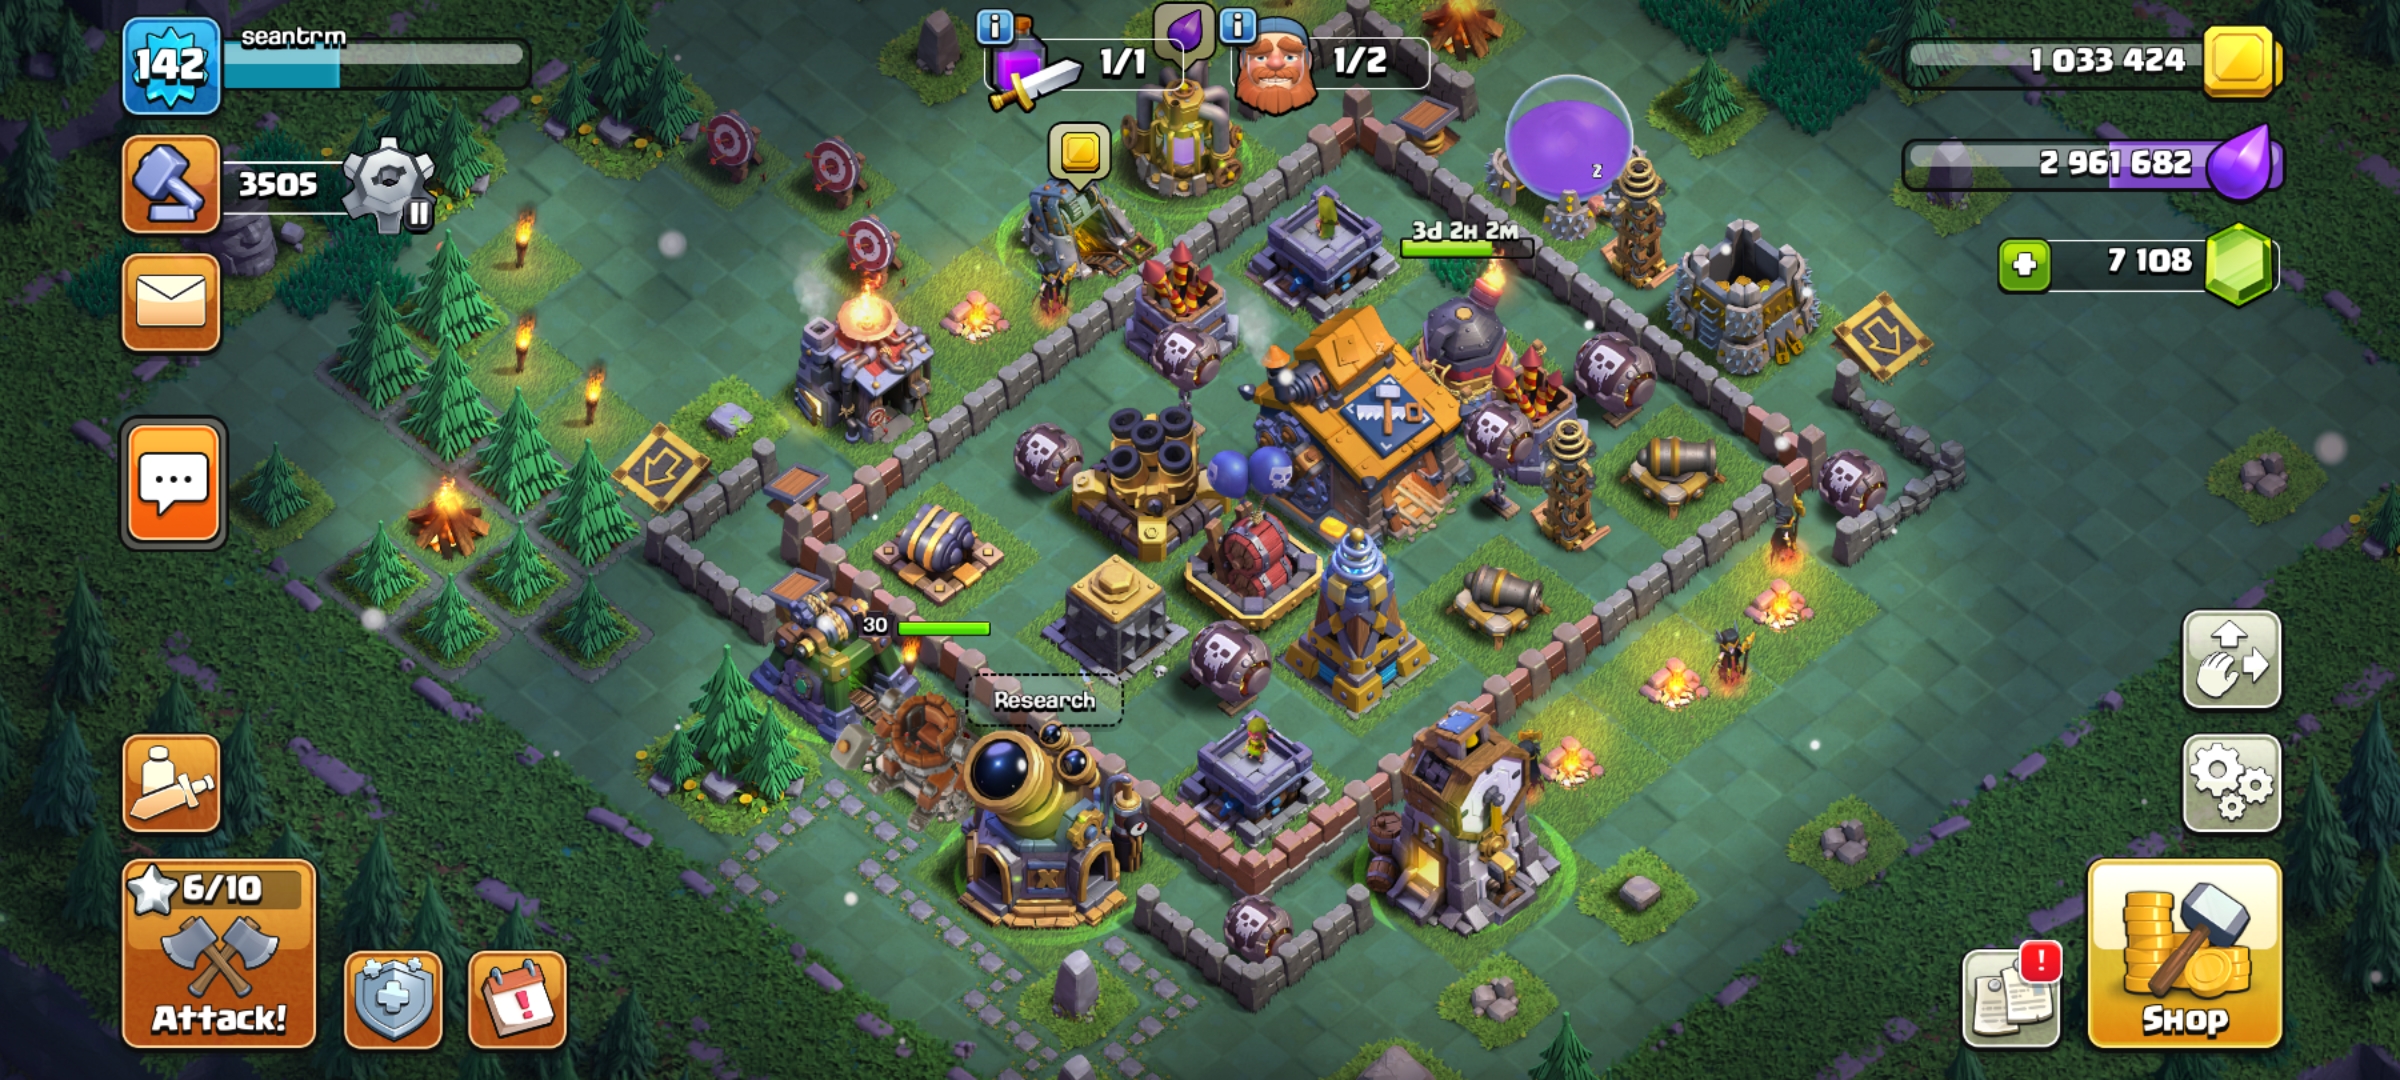 142
seantrm
1/1
1/2
1 033 424
3505
2 961 682
2
3d 2H 2M
7 108
z
30
Research
6/10
Attack!
Shop